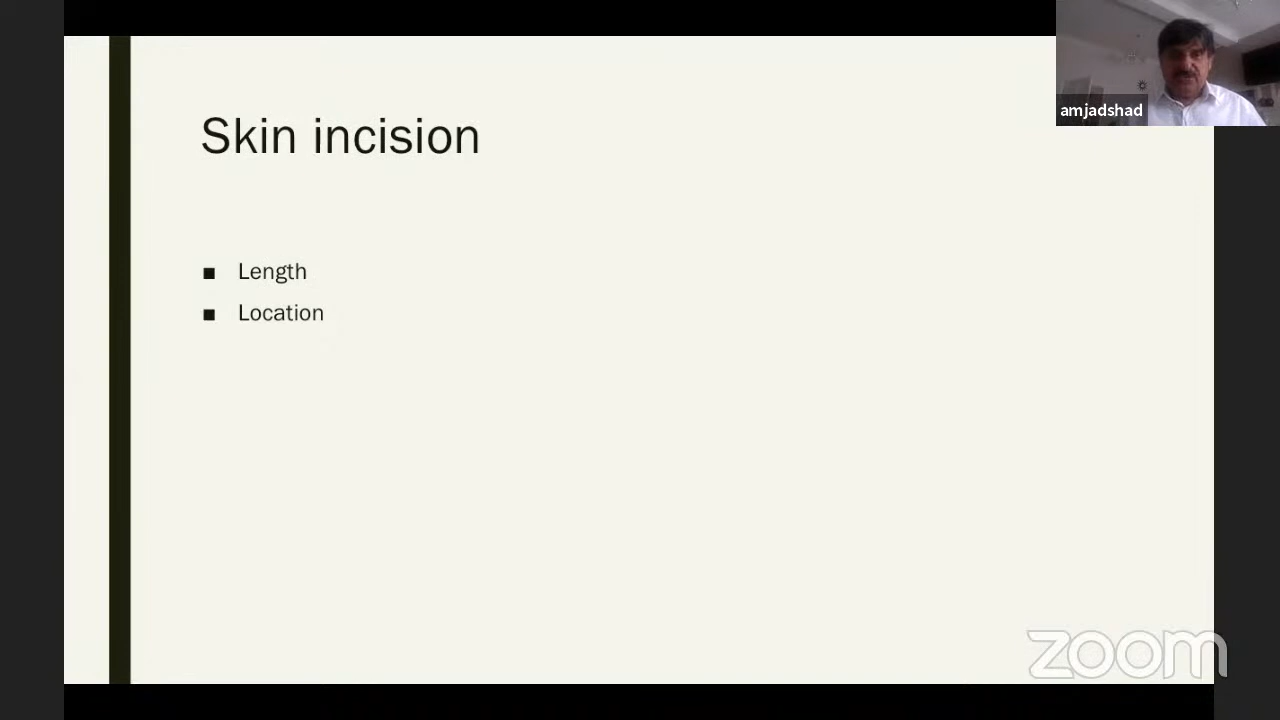 amjadshad
Skin incision
■ Length
■ Location
zoom